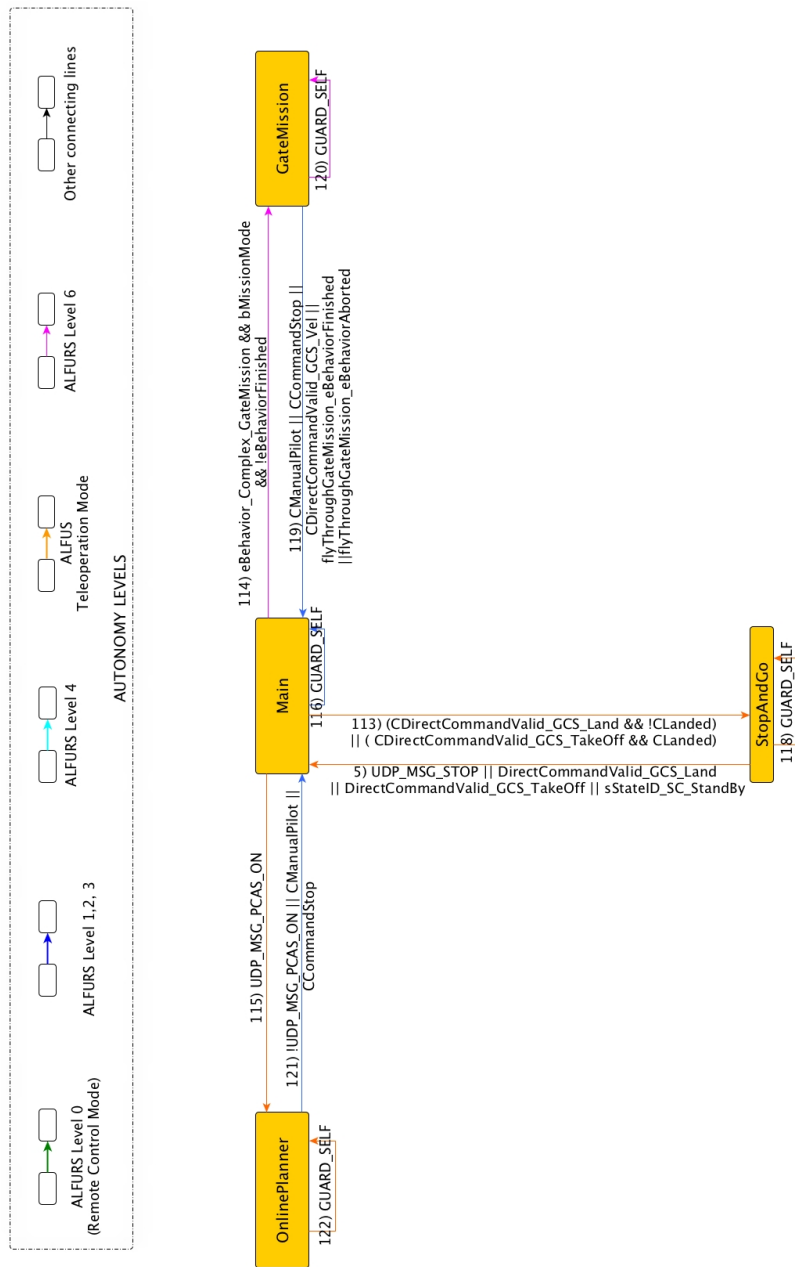 Other connecting lines
ALFURS Level 6
ALFUS
Teleoperation Mode
ALFURS Level 4
ALFURS Level 1,2, 3
ALFURS Level 0
(Remote Control Mode)
AUTONOMY LEVELS
GateMission
120) GUARD_SELF
114) eBehavior_Complex_GateMission && bMissionMode
&& !eBehaviorFinished
119) CManualPilot || CCommandStop ||
CDirectCommandValid_GCS_Vel ||
flyThroughGateMission_eBehaviorFinished
||flyThroughGateMission_eBehaviorAborted
Main
116) GUARD_SELF
113) (CDirectCommandValid_GCS_Land && !CLanded)
|| ( CDirectCommandValid_GCS_TakeOff && CLanded)
5) UDP_MSG_STOP || DirectCommandValid_GCS_Land
|| DirectCommandValid_GCS_TakeOff || sStateID_SC_StandBy
StopAndGo
118) GUARD_SELF
115) UDP_MSG_PCAS_ON
121) !UDP_MSG_PCAS_ON || CManualPilot ||
CCommandStop
OnlinePlanner
122) GUARD_SELF